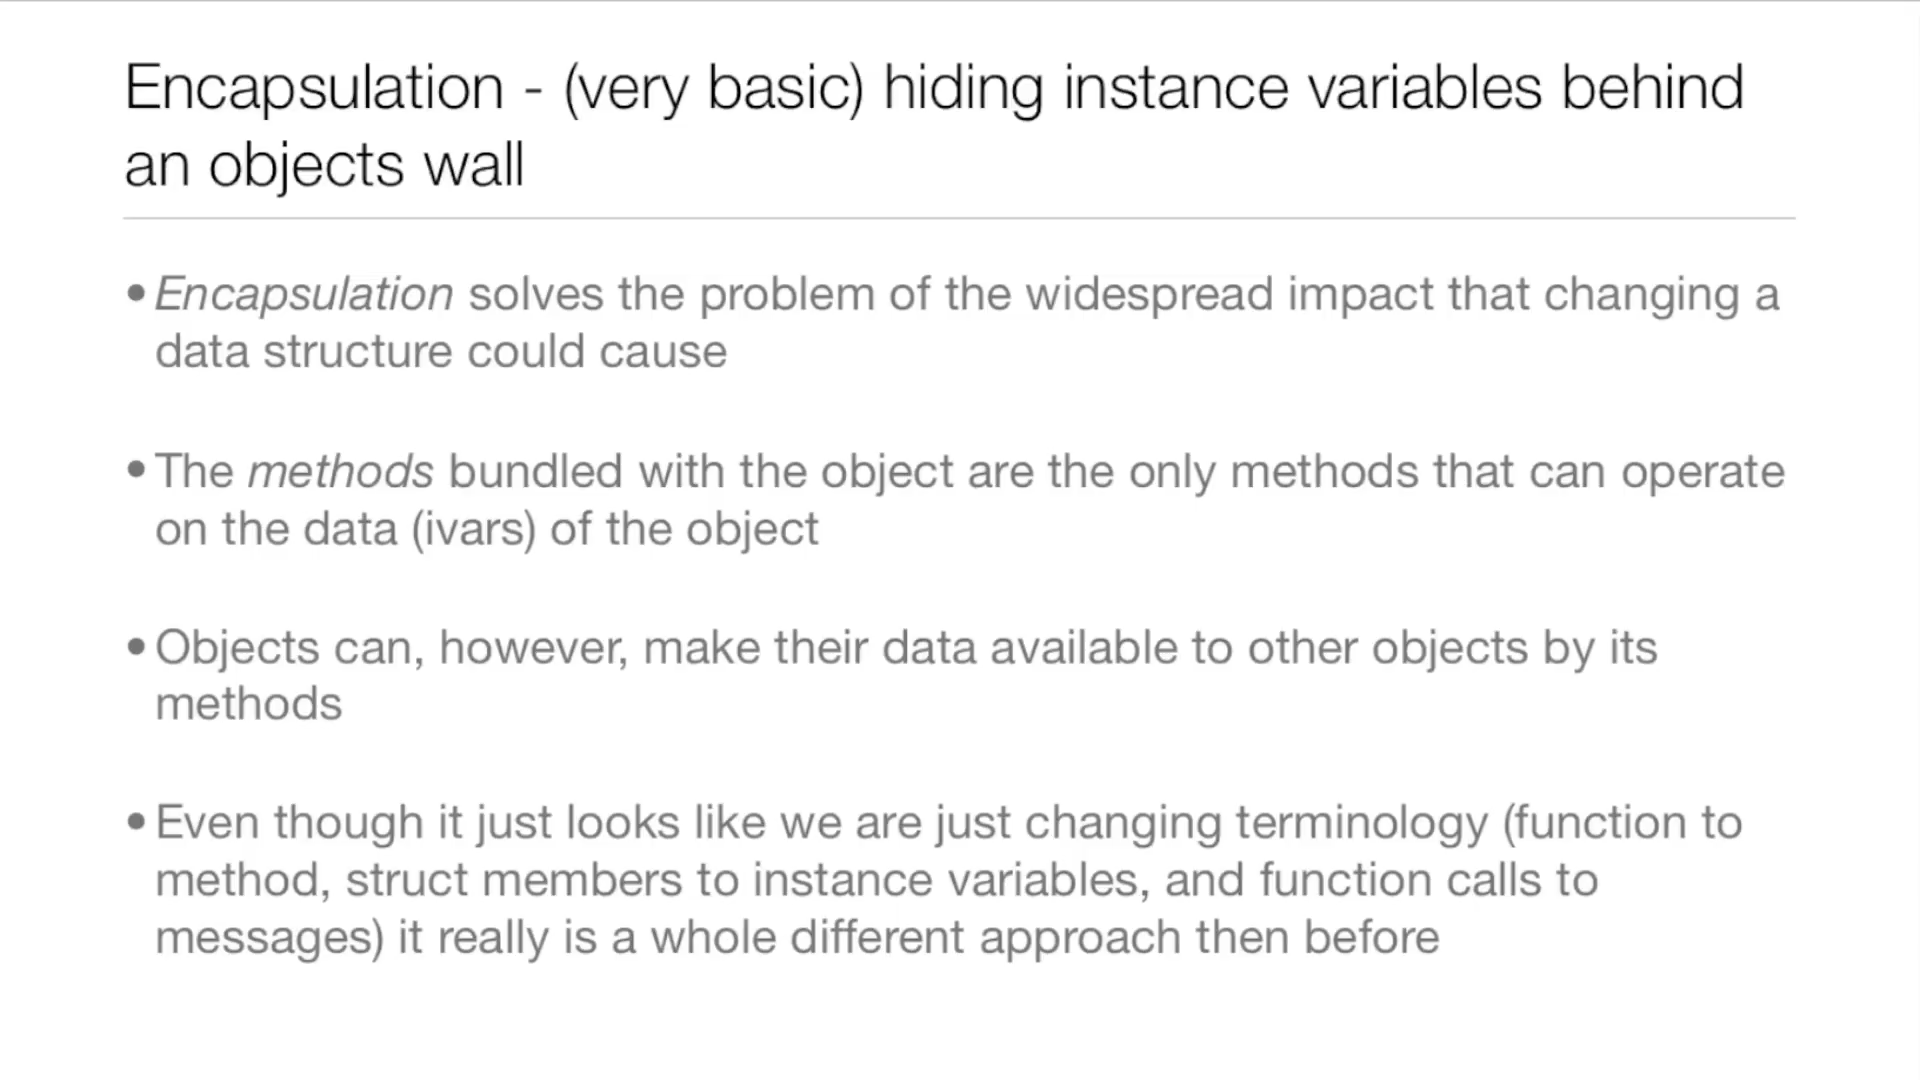 Encapsulation - (very basic) hiding instance variables behind
an objects wall
• Encapsulation solves the problem of the widespread impact that changing a
data structure could cause
• The methods bundled with the object are the only methods that can operate
on the data (ivars) of the object
• Objects can, however, make their data available to other objects by its
methods
• Even though it just looks like we are just changing terminology (function to
method, struct members to instance variables, and function calls to
messages) it really is a whole different approach then before